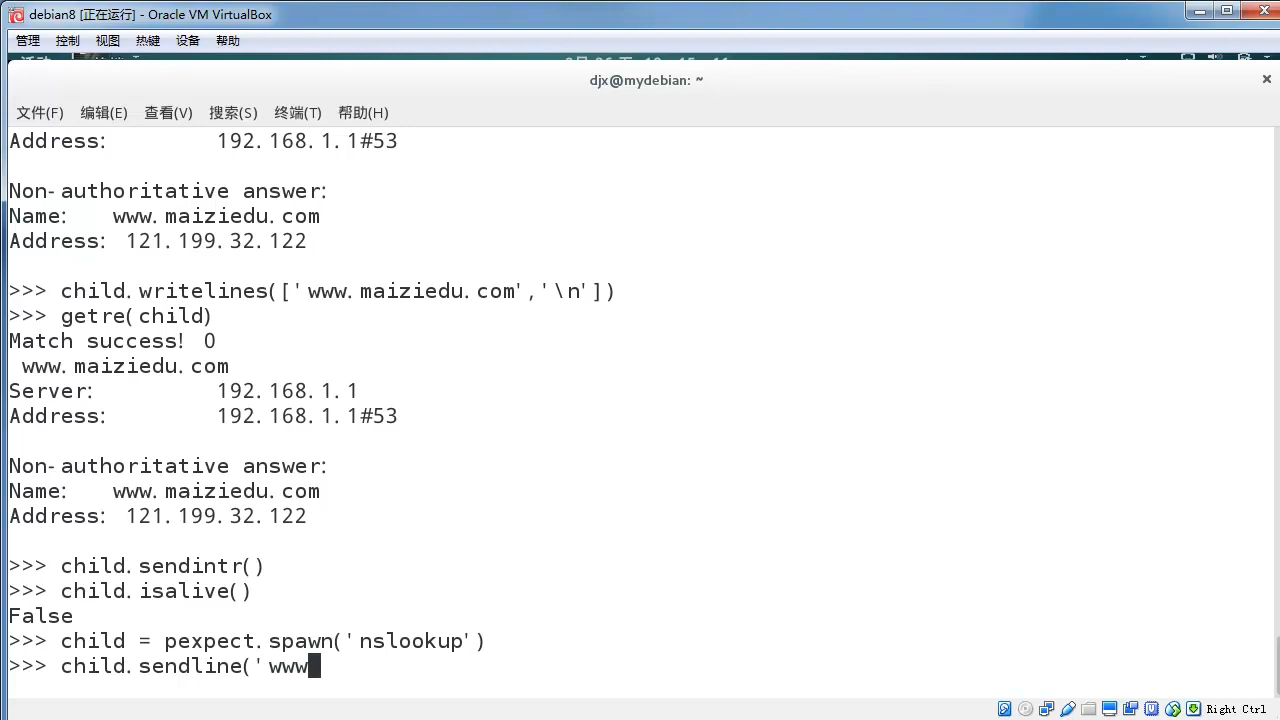 debian8 [正在运行] - Oracle VM VirtualBox
管理 控制 视图 热键 设备 帮助
djx@mydebian: ~
文件(F) 编辑(E) 查看(V) 搜索(S) 终端(T) 帮助(H)
Address: 192.168.1.1#53
Non-authoritative answer:
Name: www.maiziedu.com
Address: 121.199.32.122
>>> child.writelines(['www.maiziedu.com','\n'])
>>> getre(child)
Match success! 0
www.maiziedu.com
Server: 192.168.1.1
Address: 192.168.1.1#53
Non-authoritative answer:
Name: www.maiziedu.com
Address: 121.199.32.122
>>> child.sendintr()
>>> child.isalive()
False
>>> child = pexpect.spawn('nslookup')
>>> child.sendline('www
Right Ctrl